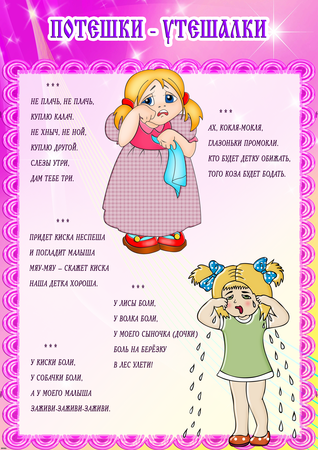 ПОТЕШКИ - УТЕШАЛКИ
***
НЕ ПЛАЧЬ, НЕ ПЛАЧЬ,
КУПЛЮ КАЛАЧ.
НЕ ХНЫЧ, НЕ НОЙ,
КУПЛЮ ДРУГОЙ.
СЛЕЗЫ УТРИ,
ДАМ ТЕБЕ ТРИ.
***
АХ, КОКЛЯ-МОКЛЯ,
ГЛАЗОНЬКИ ПРОМОКЛИ.
КТО БУДЕТ ДЕТКУ ОБИЖАТЬ,
ТОГО КОЗА БУДЕТ БОДАТЬ.
***
ПРИДЕТ КИСКА НЕСПЕША
И ПОГЛАДИТ МАЛЫША
МЯУ-МЯУ – СКАЖЕТ КИСКА
НАША ДЕТКА ХОРОША.
***
У ЛИСЫ БОЛИ,
У ВОЛКА БОЛИ,
У МОЕГО СЫНОЧКА (ДОЧКИ)
БОЛЬ НА БЕРЁЗКУ
В ЛЕС УЛЕТИ!
***
У КИСКИ БОЛИ,
У СОБАЧКИ БОЛИ,
А У МОЕГО МАЛЫША
ЗАЖИВИ-ЗАЖИВИ-ЗАЖИВИ.